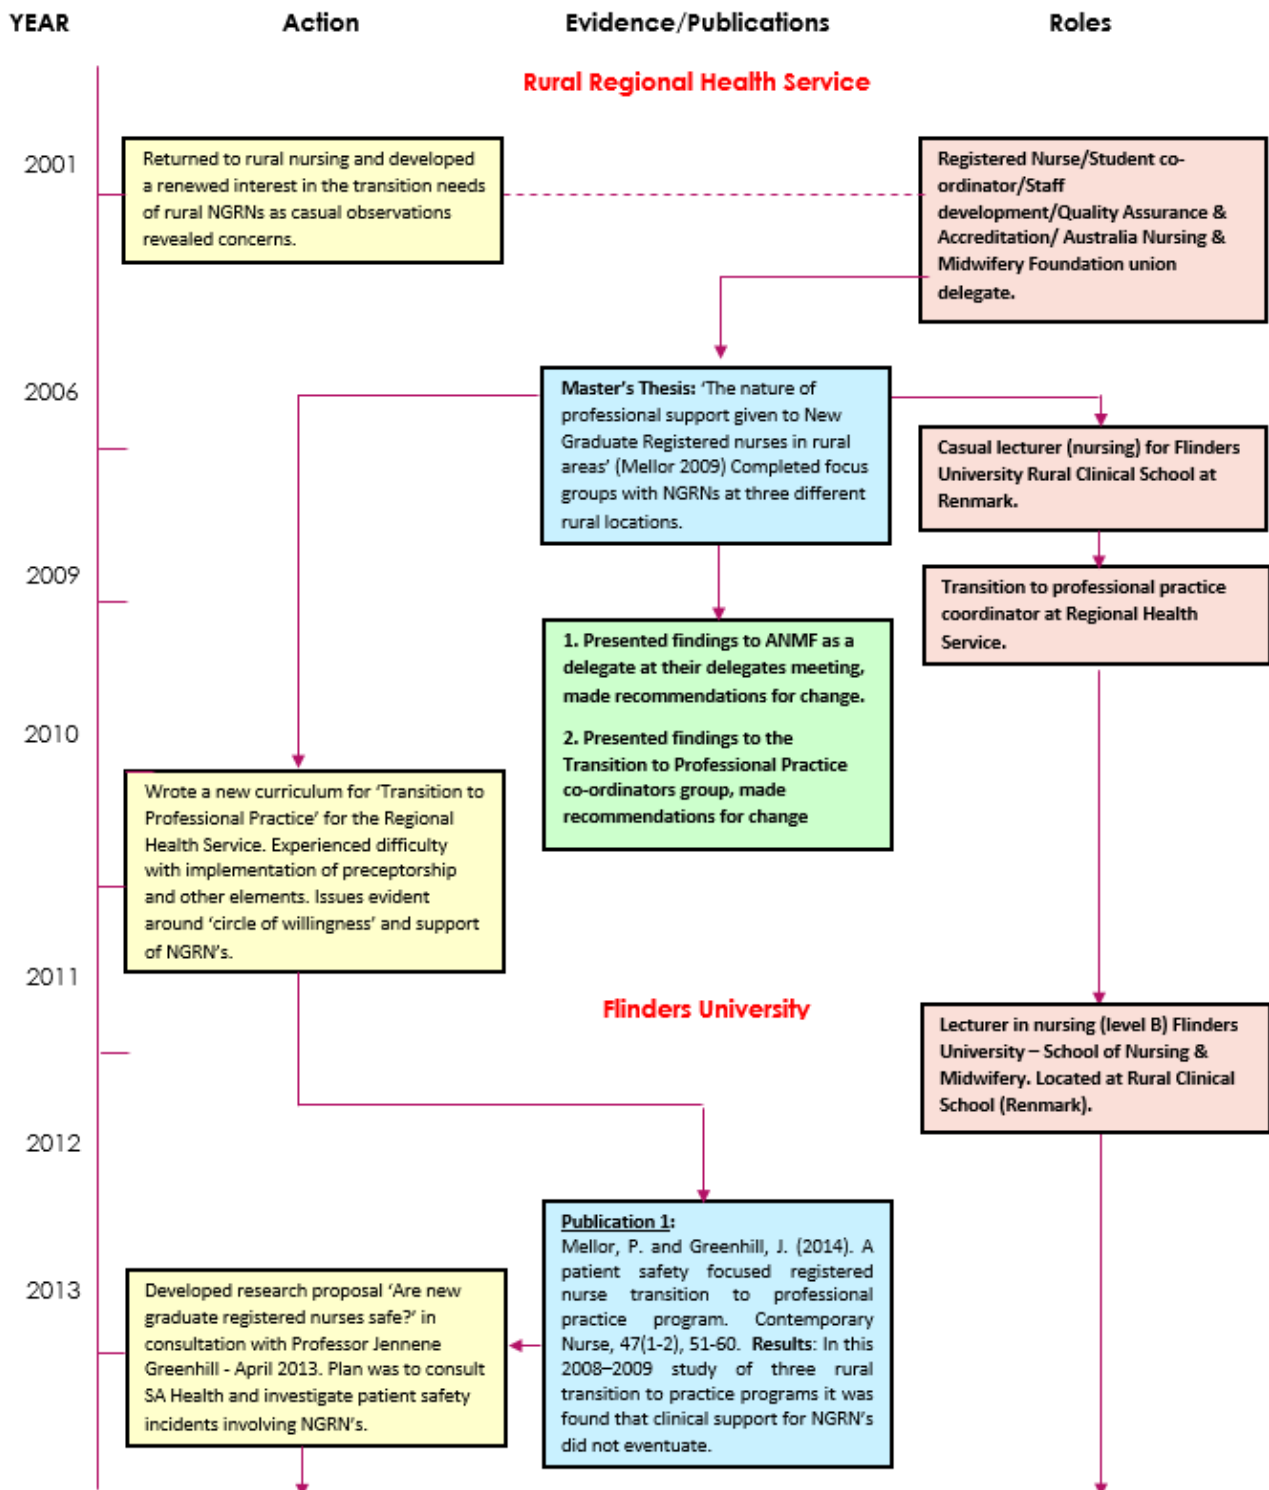 YEAR
Action
Evidence/Publications
Roles
Rural Regional Health Service
2001
Returned to rural nursing and developed
a renewed interest in the transition needs
of rural NGRNs as casual observations
revealed concerns.
Registered Nurse/Student co-
ordinator/Staff
development/Quality Assurance &
Accreditation/ Australia Nursing &
Midwifery Foundation union
delegate.
2006
Master's Thesis: 'The nature of
professional support given to New
Graduate Registered nurses in rural
areas' (Mellor 2009) Completed focus
groups with NGRNs at three different
rural locations.
Casual lecturer (nursing) for Flinders
University Rural Clinical School at
Renmark.
2009
Transition to professional practice
coordinator at Regional Health
Service.
1. Presented findings to ANMF as a
delegate at their delegates meeting,
made recommendations for change.
2. Presented findings to the
Transition to Professional Practice
co-ordinators group, made
recommendations for change
2010
Wrote a new curriculum for 'Transition to
Professional Practice' for the Regional
Health Service. Experienced difficulty
with implementation of preceptorship
and other elements. Issues evident
around 'circle of willingness' and support
of NGRN's.
2011
Flinders University
Lecturer in nursing (level B) Flinders
University – School of Nursing &
Midwifery. Located at Rural Clinical
School (Renmark).
2012
Publication 1:
Mellor, P. and Greenhill, J. (2014). A
patient safety focused registered
nurse transition to professional
practice program. Contemporary
Nurse, 47(1-2), 51-60. Results: In this
2008–2009 study of three rural
transition to practice programs it was
found that clinical support for NGRN's
did not eventuate.
2013
Developed research proposal 'Are new
graduate registered nurses safe?' in
consultation with Professor Jennene
Greenhill - April 2013. Plan was to consult
SA Health and investigate patient safety
incidents involving NGRN's.